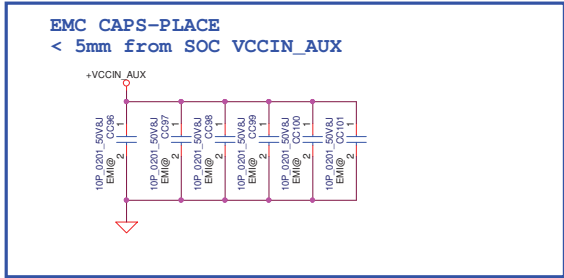 EMC CAPS-PLACE
< 5mm from SOC VCCIN_AUX
+VCCIN_AUX
10P_0201_50V8J
CC96
EMI@
1
2
10P_0201_50V8J
CC97
EMI@
1
2
10P_0201_50V8J
CC98
EMI@
1
2
10P_0201_50V8J
CC99
EMI@
1
2
10P_0201_50V8J
CC100
EMI@
1
2
10P_0201_50V8J
CC101
EMI@
1
2